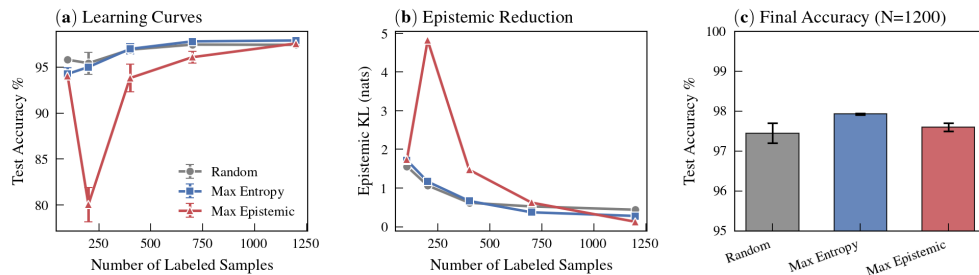 (a) Learning Curves
Test Accuracy %
95
90
85
80
Random
Max Entropy
Max Epistemic
250
500
750
1000
1250
Number of Labeled Samples
(b) Epistemic Reduction
Epistemic KL (nats)
5
4
3
2
1
0
250
500
750
1000
1250
Number of Labeled Samples
(c) Final Accuracy (N=1200)
Test Accuracy %
100
99
98
97
96
95
Random
Max Entropy
Max Epistemic